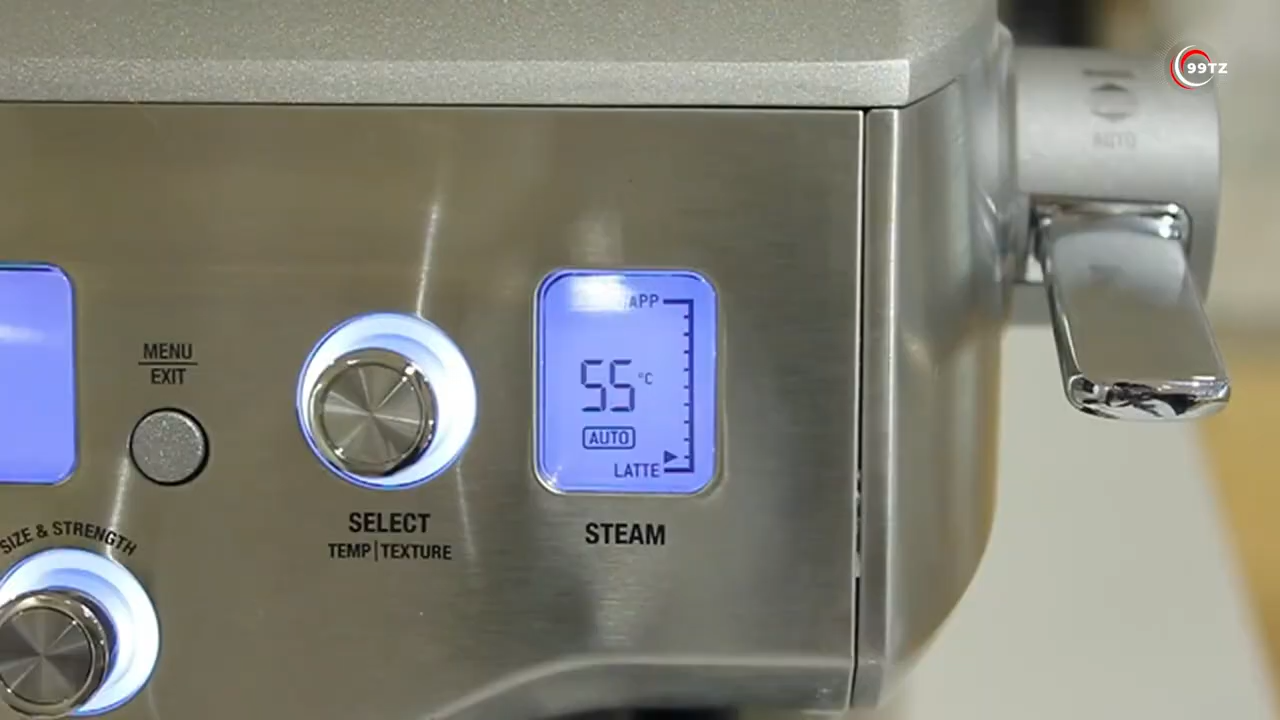 99TZ
AUTO
APP
55 °C
AUTO
LATTE
MENU
EXIT
SELECT
TEMP|TEXTURE
STEAM
SIZE & STRENGTH